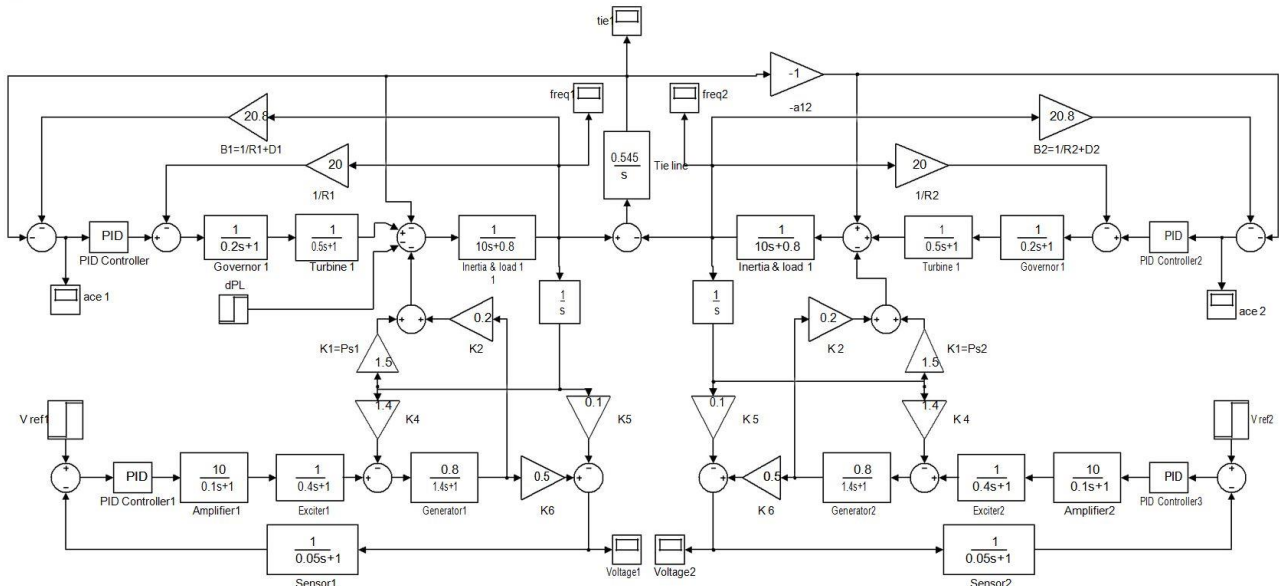 tie1
-1
-a12
freq1
freq2
20.8
B1=1/R1+D1
20
1/R1
0.545
s
Tie line
20.8
B2=1/R2+D2
20
1/R2
PID
PID Controller
1
0.2s+1
Governor 1
1
0.5s+1
Turbine 1
1
10s+0.8
Inertia & load 1
1
1
10s+0.8
Inertia & load 1
1
0.5s+1
Turbine 1
1
0.2s+1
Governor1
PID
PID Controller2
ace 1
dPL
ace 2
1
s
1
s
0.2
K2
0.2
K 2
K1=Ps1
1.5
K1=Ps2
1.5
1.4
K4
0.1
K5
0.1
K 5
1.4
K 4
V ref1
V ref2
PID
PID Controller1
10
0.1s+1
Amplifier1
1
0.4s+1
Exciter1
0.8
1.4s+1
Generator1
0.5
K6
0.5
K 6
0.8
1.4s+1
Generator2
1
0.4s+1
Exciter2
10
0.1s+1
Amplifier2
PID
PID Controller3
1
0.05s+1
Sensor1
Voltage1
Voltage2
1
0.05s+1
Sensor2